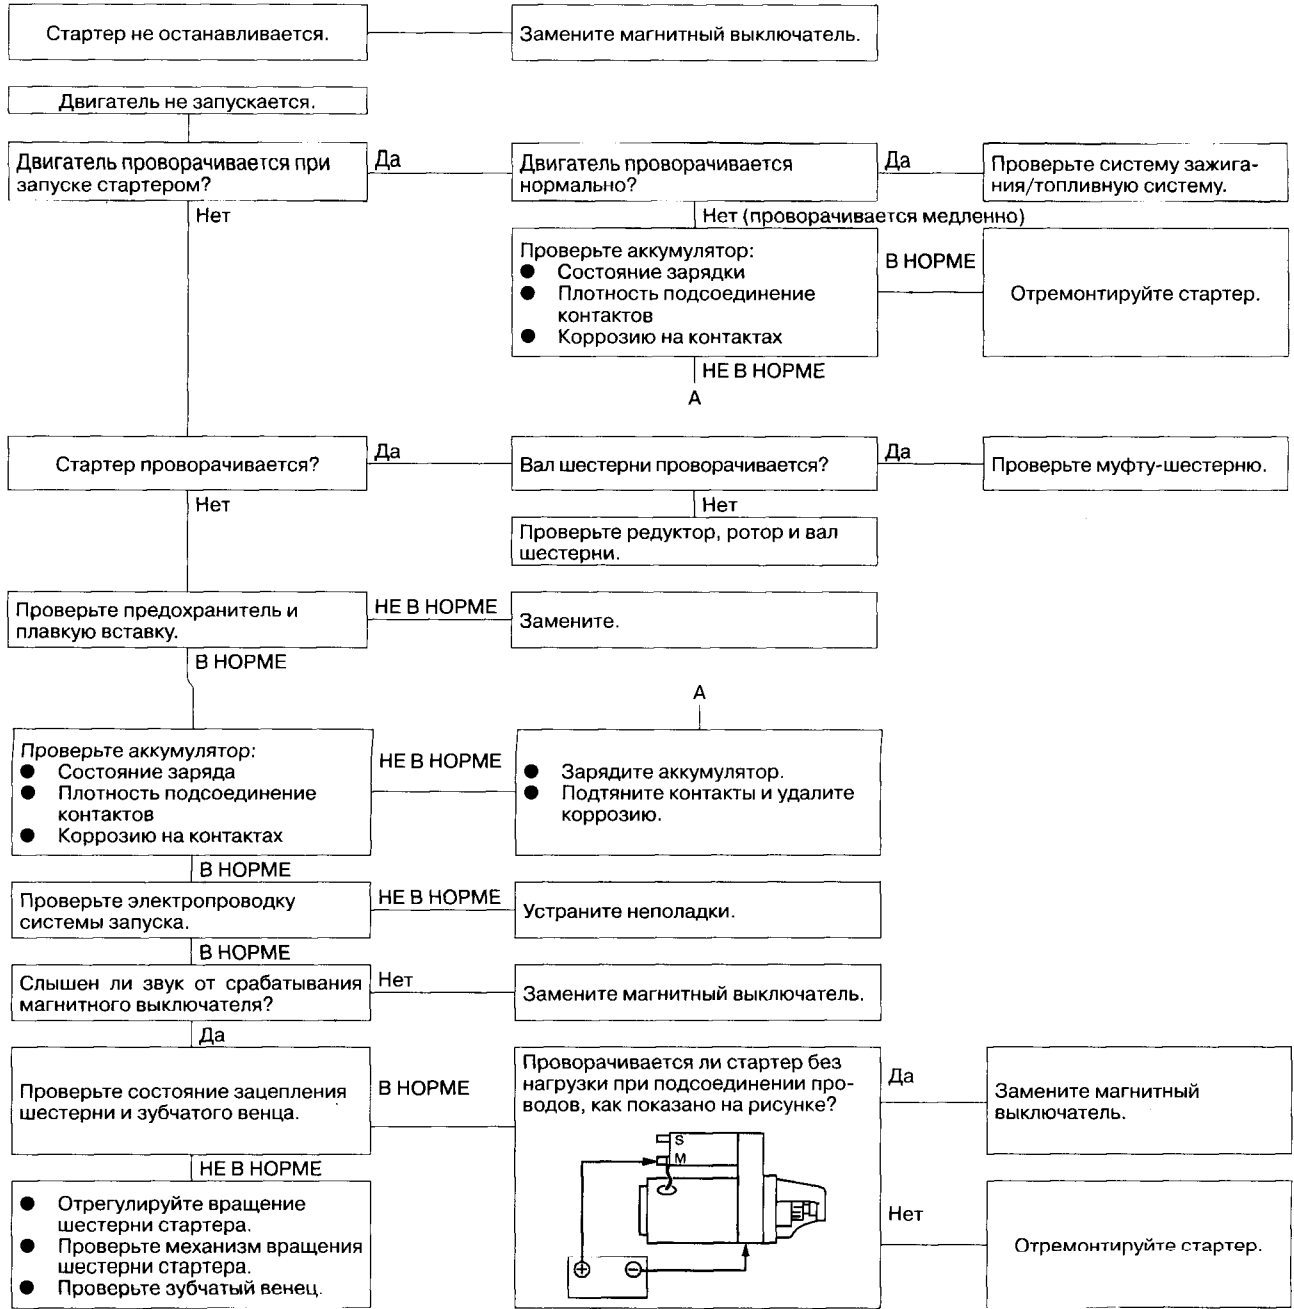 Стартер не останавливается.
Замените магнитный выключатель.
Двигатель не запускается.
Двигатель проворачивается при
запуске стартером?
Да
Двигатель проворачивается
нормально?
Да
Проверьте систему зажига-
ния/топливную систему.
Нет
Нет (проворачивается медленно)
Проверьте аккумулятор:
● Состояние зарядки
● Плотность подсоединение
контактов
● Коррозию на контактах
В НОРМЕ
Отремонтируйте стартер.
НЕ В НОРМЕ
А
Стартер проворачивается?
Да
Вал шестерни проворачивается?
Да
Проверьте муфту-шестерню.
Нет
Нет
Проверьте редуктор, ротор и вал
шестерни.
Проверьте предохранитель и
плавкую вставку.
НЕ В НОРМЕ
Замените.
В НОРМЕ
А
Проверьте аккумулятор:
● Состояние заряда
● Плотность подсоединение
контактов
● Коррозию на контактах
НЕ В НОРМЕ
● Зарядите аккумулятор.
● Подтяните контакты и удалите
коррозию.
В НОРМЕ
Проверьте электропроводку
системы запуска.
НЕ В НОРМЕ
Устраните неполадки.
В НОРМЕ
Слышен ли звук от срабатывания
магнитного выключателя?
Нет
Замените магнитный выключатель.
Да
Проверьте состояние зацепления
шестерни и зубчатого венца.
В НОРМЕ
Проворачивается ли стартер без
нагрузки при подсоединении про-
водов, как показано на рисунке?
S
M
⊕ ⊖
Да
Замените магнитный
выключатель.
НЕ В НОРМЕ
● Отрегулируйте вращение
шестерни стартера.
● Проверьте механизм вращения
шестерни стартера.
● Проверьте зубчатый венец.
Нет
Отремонтируйте стартер.